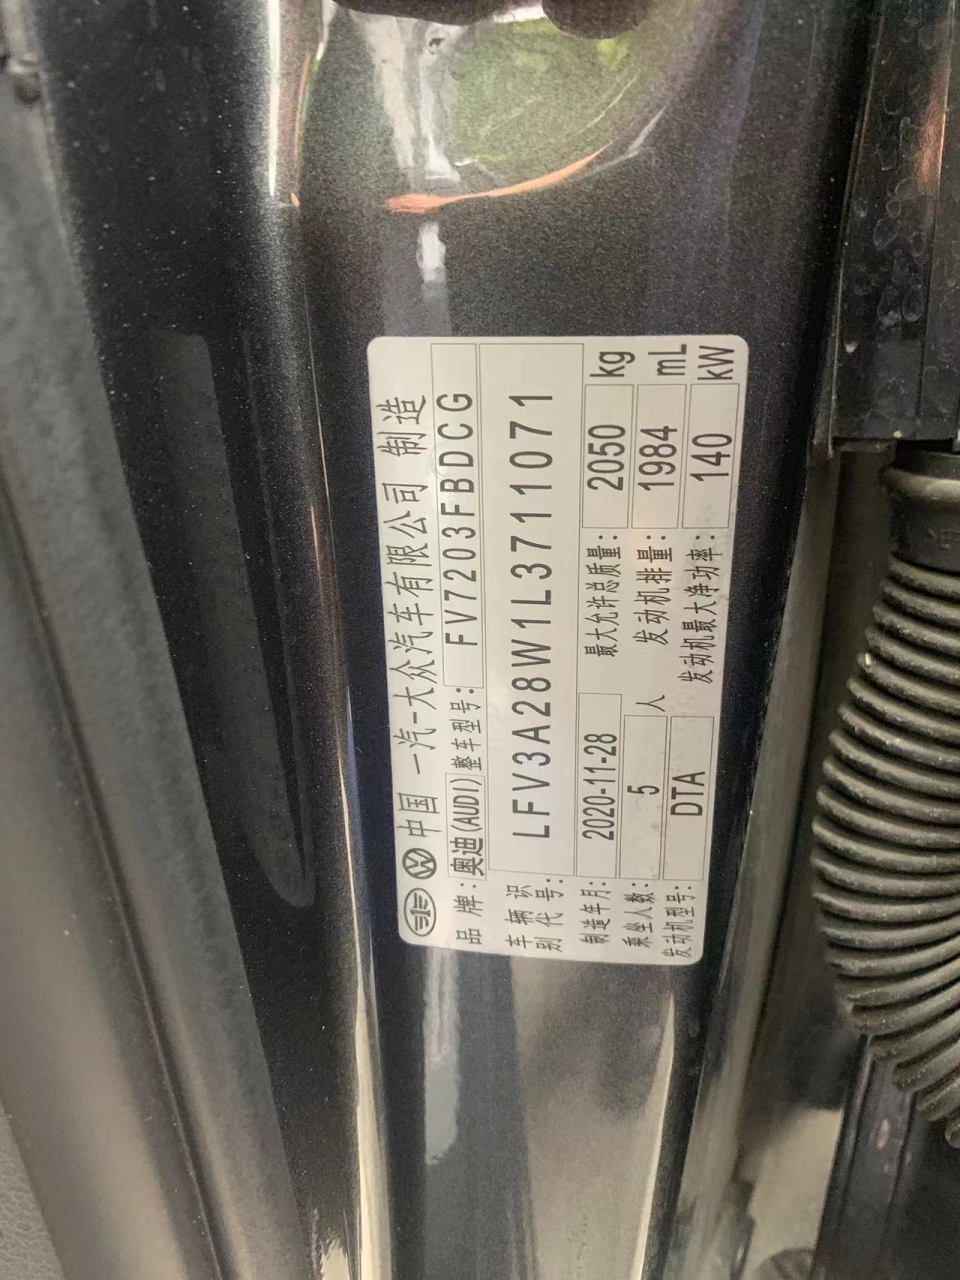 中国 一汽-大众汽车有限公司 制造
品牌: 奥迪(AUDI) 整车型号: FV7203FBDCG
车辆识别代号: LFV3A28W1L3711071
制造年月: 2020-11-28 最大允许总质量: 2050 kg
乘坐人数: 5 人 发动机排量: 1984 mL
发动机型号: DTA 发动机最大净功率: 140 kW